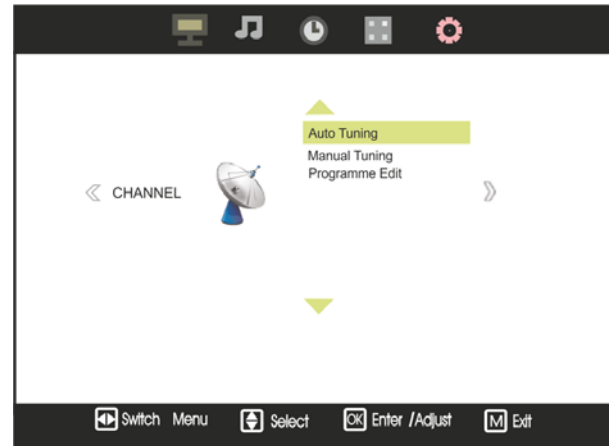 Auto Tuning
Manual Tuning
Programme Edit
CHANNEL
Switch Menu Select OK Enter /Adjust M Exit